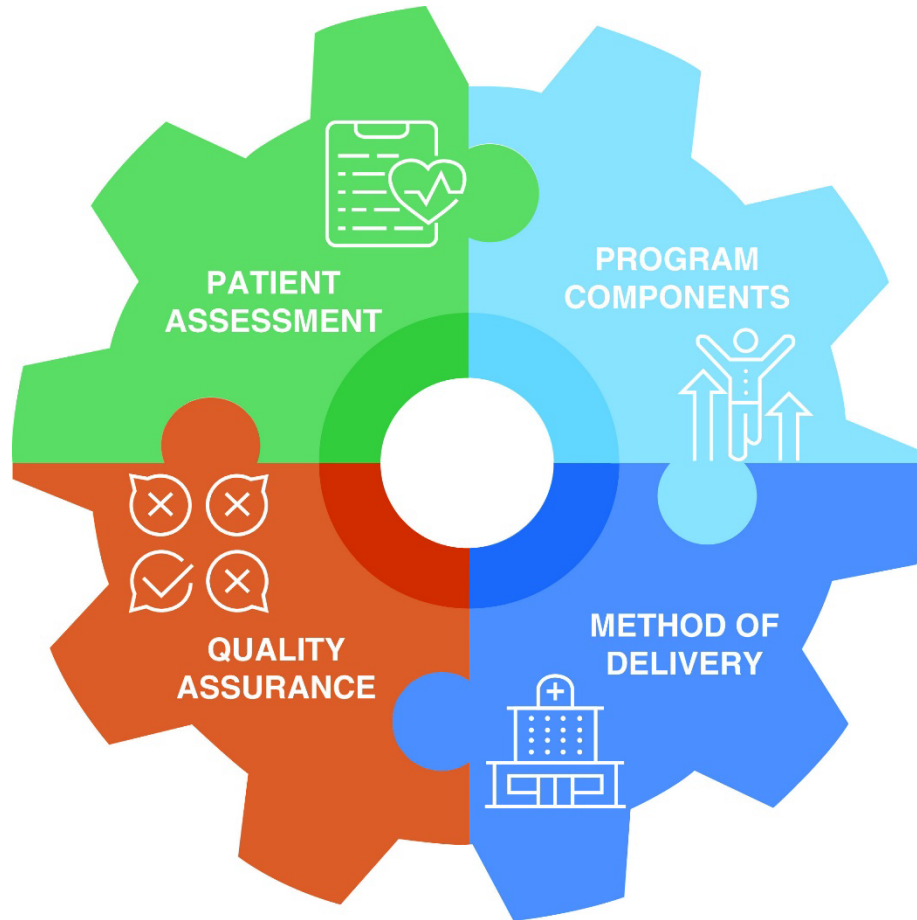 PATIENT
ASSESSMENT
PROGRAM
COMPONENTS
QUALITY
ASSURANCE
METHOD OF
DELIVERY